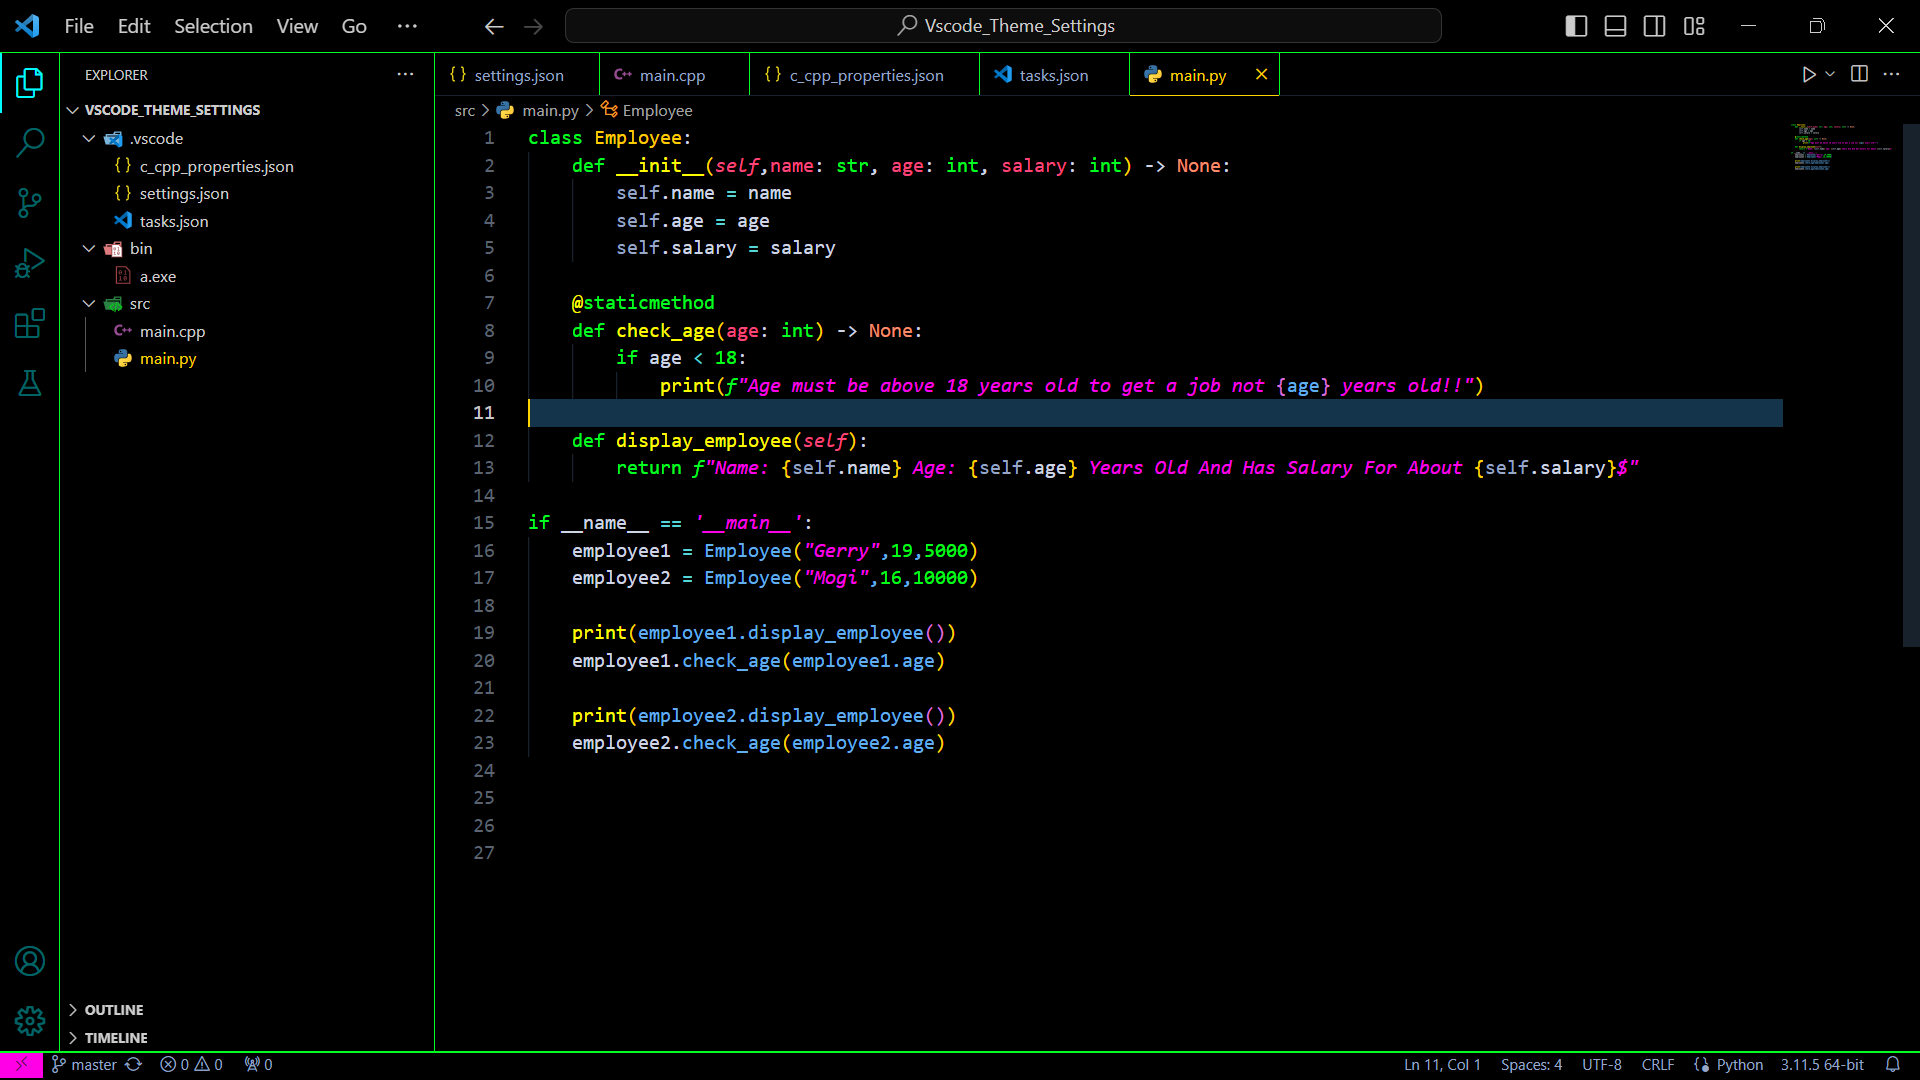 File Edit Selection View Go ···
Vscode_Theme_Settings
EXPLORER
VSCODE_THEME_SETTINGS
.vscode
{} c_cpp_properties.json
{} settings.json
tasks.json
bin
a.exe
src
C++ main.cpp
main.py
OUTLINE
TIMELINE
{} settings.json C++ main.cpp {} c_cpp_properties.json tasks.json main.py
src > main.py > Employee
1 class Employee:
2     def __init__(self,name: str, age: int, salary: int) -> None:
3         self.name = name
4         self.age = age
5         self.salary = salary
6
7     @staticmethod
8     def check_age(age: int) -> None:
9         if age < 18:
10             print(f"Age must be above 18 years old to get a job not {age} years old!!")
11
12     def display_employee(self):
13         return f"Name: {self.name} Age: {self.age} Years Old And Has Salary For About {self.salary}$"
14
15 if __name__ == '__main__':
16     employee1 = Employee("Gerry",19,5000)
17     employee2 = Employee("Mogi",16,10000)
18
19     print(employee1.display_employee())
20     employee1.check_age(employee1.age)
21
22     print(employee2.display_employee())
23     employee2.check_age(employee2.age)
24
25
26
27
master 0 0 0 Ln 11, Col 1 Spaces: 4 UTF-8 CRLF Python 3.11.5 64-bit